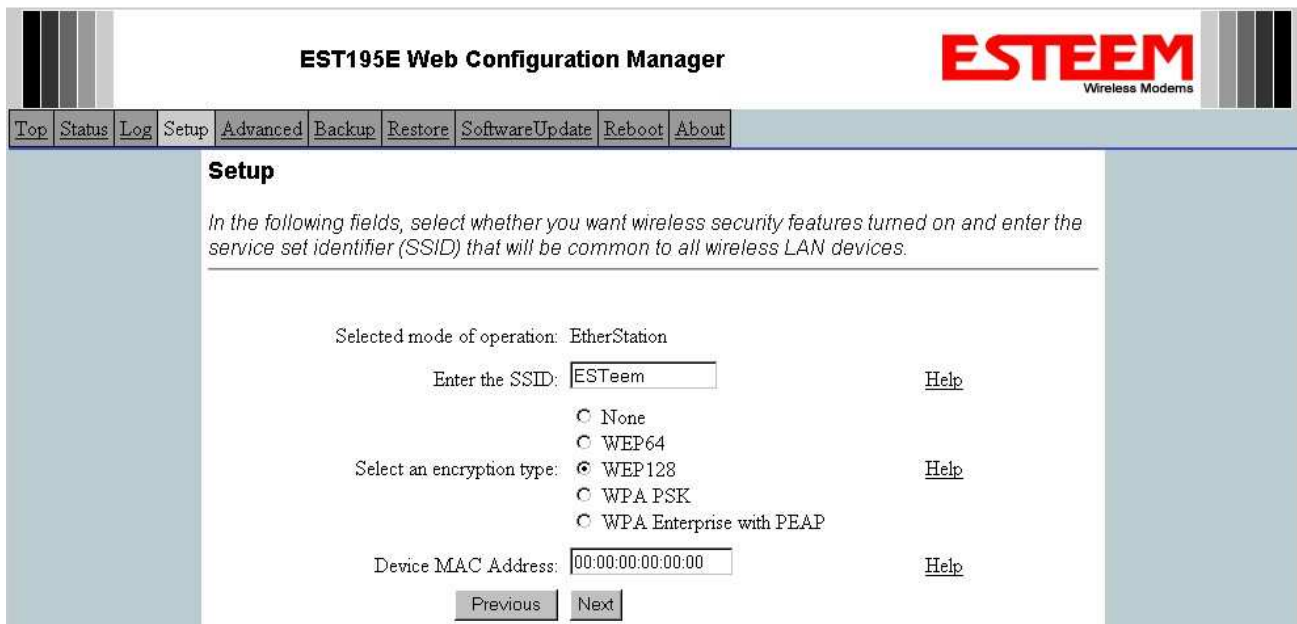 EST195E Web Configuration Manager
ESTEEM
Wireless Modems
Top Status Log Setup Advanced Backup Restore SoftwareUpdate Reboot About
Setup
In the following fields, select whether you want wireless security features turned on and enter the
service set identifier (SSID) that will be common to all wireless LAN devices.
Selected mode of operation: EtherStation
Enter the SSID: ESTeem Help
None
WEP64
Select an encryption type: WEP128 Help
WPA PSK
WPA Enterprise with PEAP
Device MAC Address: 00:00:00:00:00:00 Help
Previous Next